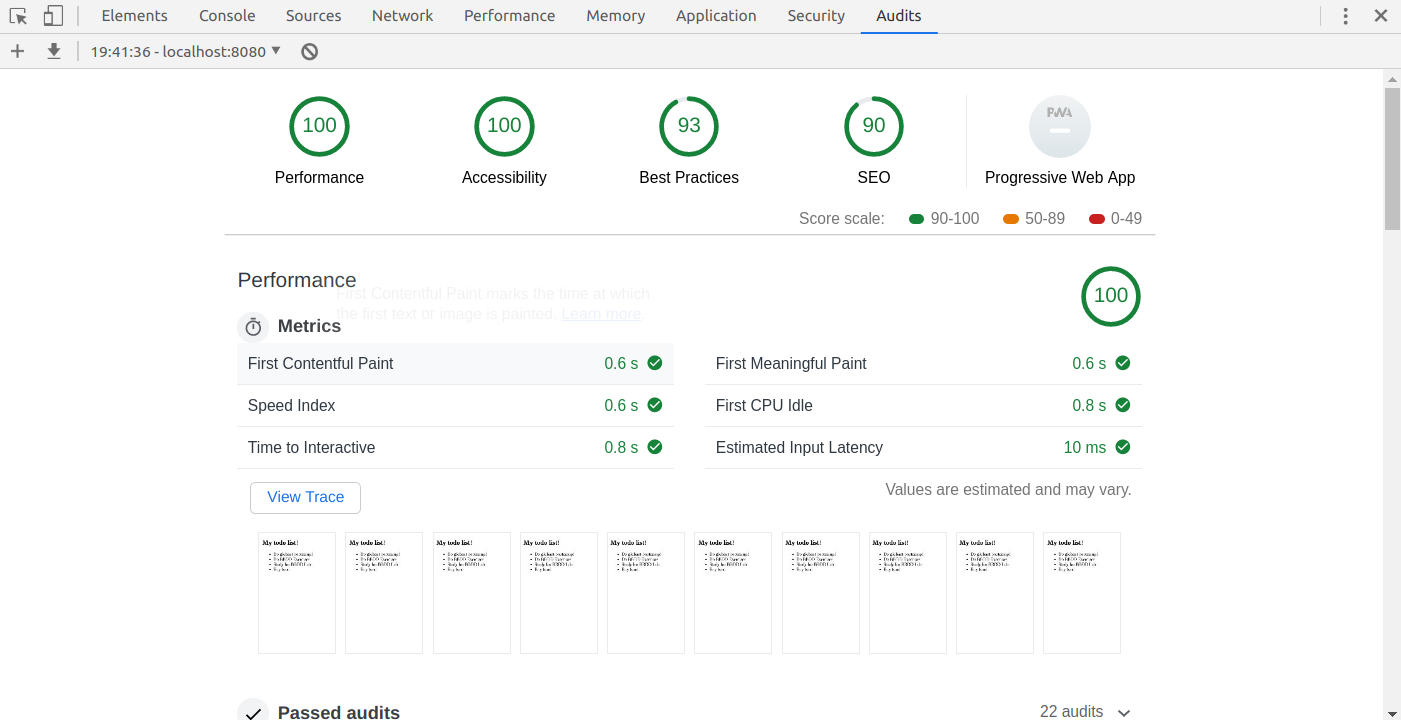 Elements Console Sources Network Performance Memory Application Security Audits
19:41:36 - localhost:8080
100 100 93 90 PWA
Performance Accessibility Best Practices SEO Progressive Web App
Score scale: 90-100 50-89 0-49
Performance
100
First Contentful Paint marks the time at which
the first text or image is painted. Learn more.
Metrics
First Contentful Paint 0.6 s First Meaningful Paint 0.6 s
Speed Index 0.6 s First CPU Idle 0.8 s
Time to Interactive 0.8 s Estimated Input Latency 10 ms
View Trace Values are estimated and may vary.
My todo list! My todo list! My todo list! My todo list! My todo list! My todo list! My todo list! My todo list! My todo list! My todo list!
Passed audits 22 audits